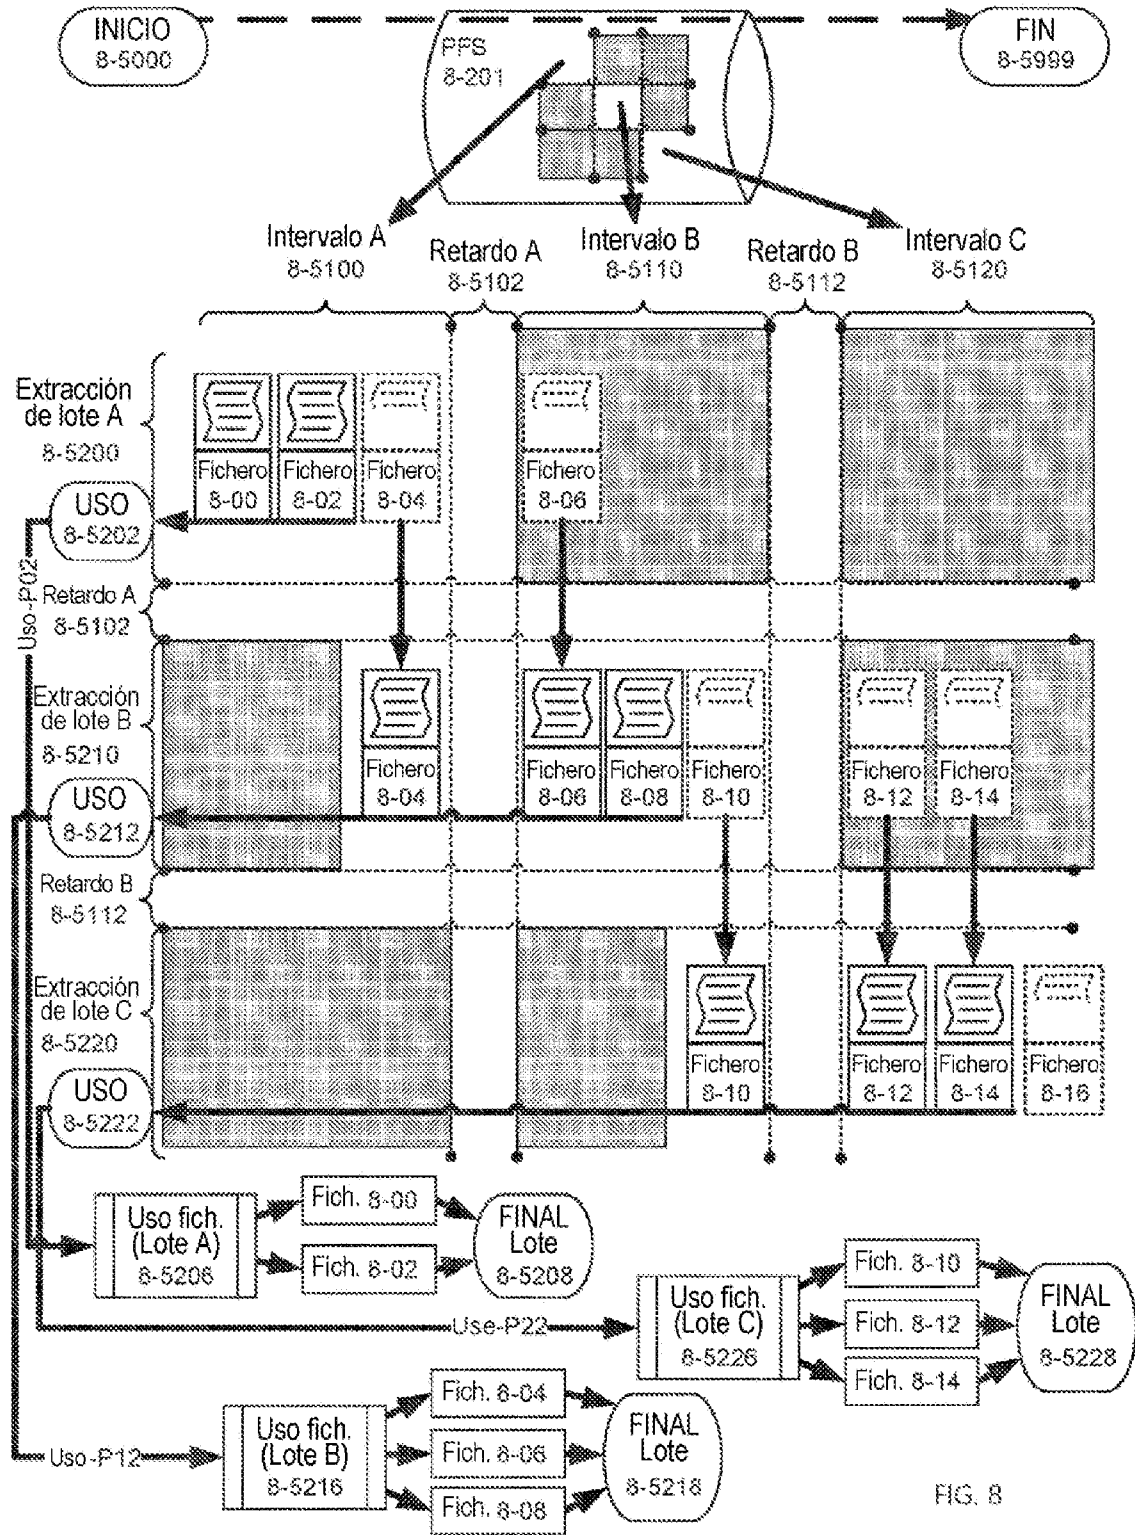 INICIO
8-5000
PFS
8-201
FIN
8-5999
Intervalo A
8-5100
Retardo A
8-5102
Intervalo B
8-5110
Retardo B
8-5112
Intervalo C
8-5120
Extracción
de lote A
8-5200
Fichero
8-00
Fichero
8-02
Fichero
8-04
Fichero
8-06
USO
8-5202
Uso-P02
Retardo A
8-5102
Extracción
de lote B
8-5210
Fichero
8-04
Fichero
8-06
Fichero
8-08
Fichero
8-10
Fichero
8-12
Fichero
8-14
USO
8-5212
Retardo B
8-5112
Extracción
de lote C
8-5220
Fichero
8-10
Fichero
8-12
Fichero
8-14
Fichero
8-16
USO
8-5222
Uso fich.
(Lote A)
8-5206
Fich. 8-00
Fich. 8-02
FINAL
Lote
8-5208
Use-P22
Uso fich.
(Lote C)
8-5226
Fich. 8-10
Fich. 8-12
Fich. 8-14
FINAL
Lote
8-5228
Uso-P12
Uso fich.
(Lote B)
8-5216
Fich. 8-04
Fich. 8-06
Fich. 8-08
FINAL
Lote
8-5218
FIG. 8